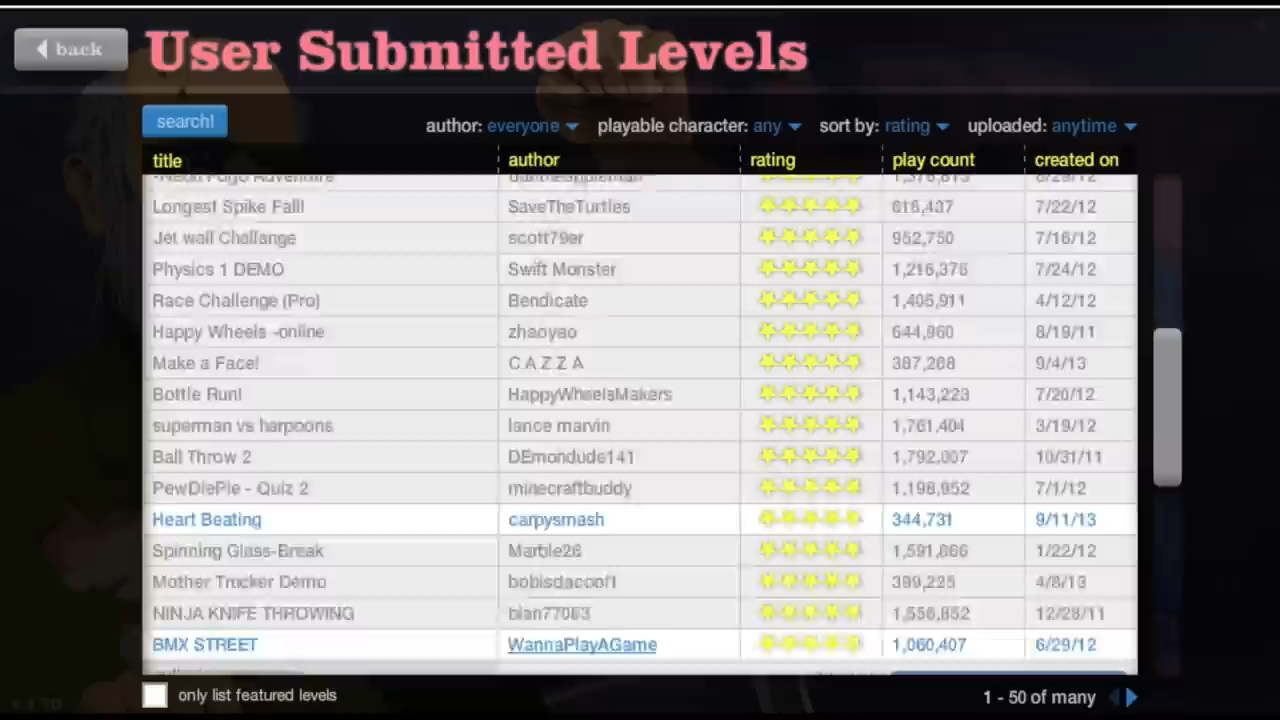 back
User Submitted Levels
search!
author: everyone playable character: any sort by: rating uploaded: anytime
title author rating play count created on
Longest Spike Fall! SaveTheTurtles 616,437 7/22/12
Jet wall Challange scott79er 952,750 7/16/12
Physics 1 DEMO Swift Monster 1,216,376 7/24/12
Race Challenge (Pro) Bendicate 1,405,911 4/12/12
Happy Wheels -online zhaoyao 644,960 8/19/11
Make a Face! C.A.Z.Z.A 387,268 9/4/13
Bottle Run! HappyWheelsMakers 1,143,223 7/20/12
superman vs harpoons lance marvin 1,761,404 3/19/12
Ball Throw 2 DEmondude141 1,792,007 10/31/11
PewDiePie - Quiz 2 minecraftbuddy 1,198,952 7/1/12
Heart Beating carpysmash 344,731 9/11/13
Spinning Glass-Break Marble26 1,591,866 1/22/12
Mother Trucker Demo 399,225 4/8/13
NINJA KNIFE THROWING 1,556,852 12/28/11
BMX STREET WannaPlayAGame 1,060,407 6/29/12
only list featured levels 1 - 50 of many